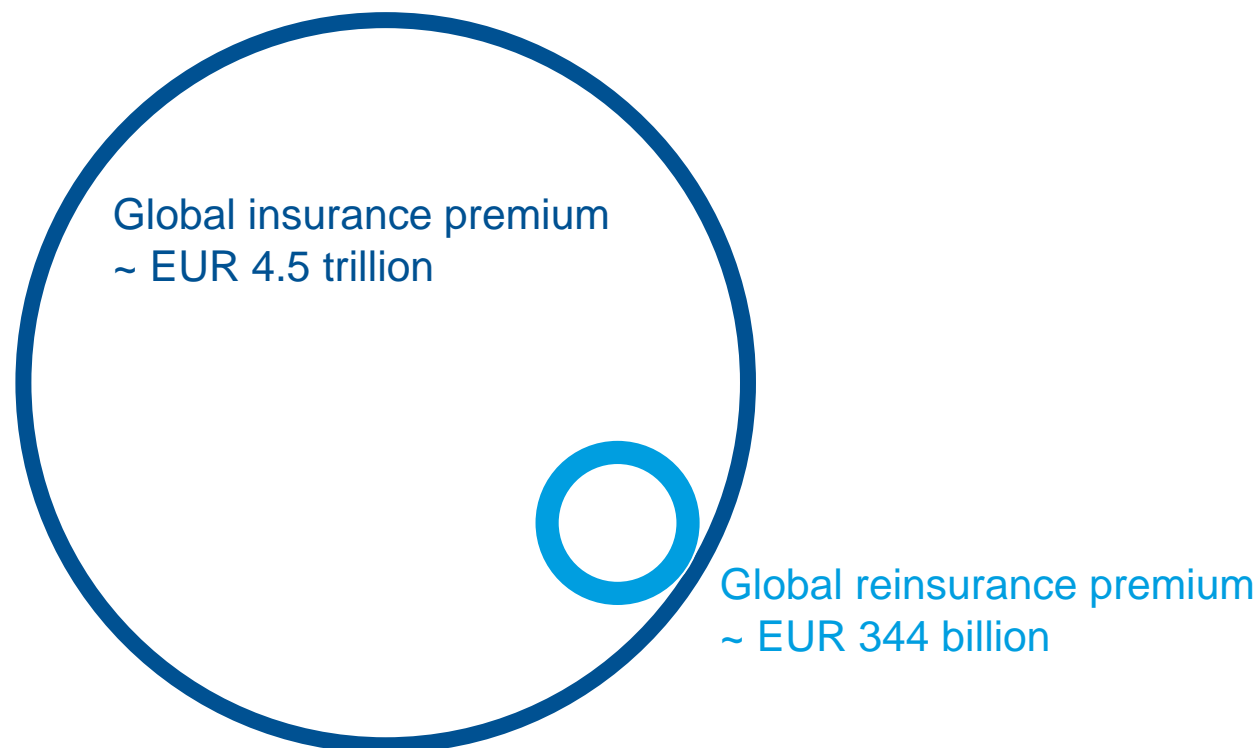 Global insurance premium
~ EUR 4.5 trillion
Global reinsurance premium
~ EUR 344 billion